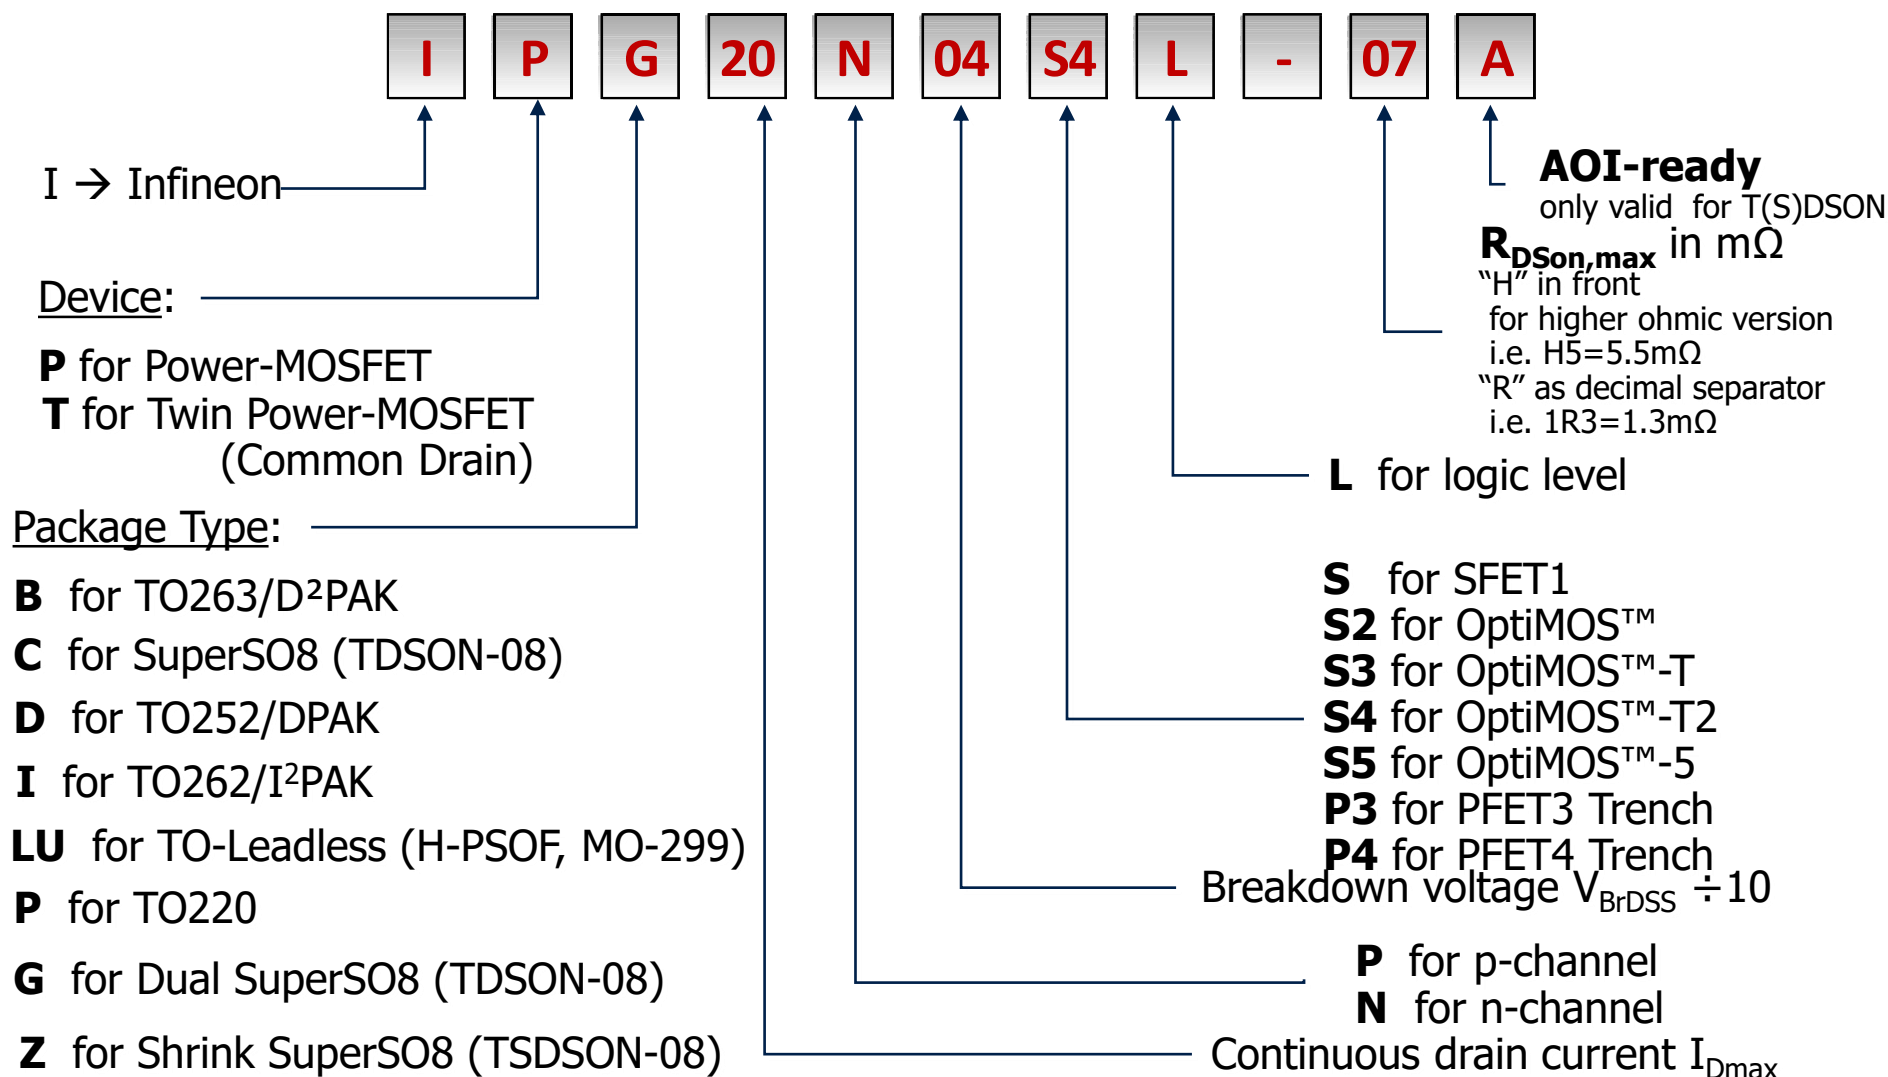 I P G 20 N 04 S4 L - 07 A
I → Infineon
Device:
P for Power-MOSFET
T for Twin Power-MOSFET
(Common Drain)
Package Type:
B for TO263/D²PAK
C for SuperSO8 (TDSON-08)
D for TO252/DPAK
I for TO262/I²PAK
LU for TO-Leadless (H-PSOF, MO-299)
P for TO220
G for Dual SuperSO8 (TDSON-08)
Z for Shrink SuperSO8 (TSDSON-08)
AOI-ready
only valid for T(S)DSON
RDSon,max in mΩ
“H” in front
for higher ohmic version
i.e. H5=5.5mΩ
“R” as decimal separator
i.e. 1R3=1.3mΩ
L for logic level
S for SFET1
S2 for OptiMOS™
S3 for OptiMOS™-T
S4 for OptiMOS™-T2
S5 for OptiMOS™-5
P3 for PFET3 Trench
P4 for PFET4 Trench
Breakdown voltage VBrDSS ÷10
P for p-channel
N for n-channel
Continuous drain current IDmax